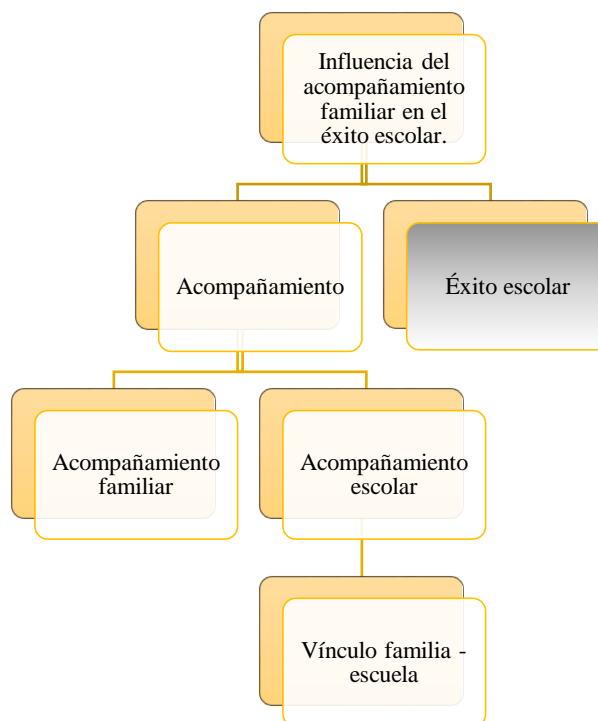 Influencia del
acompañamiento
familiar en el
éxito escolar.
Acompañamiento
Éxito escolar
Acompañamiento
familiar
Acompañamiento
escolar
Vínculo familia -
escuela